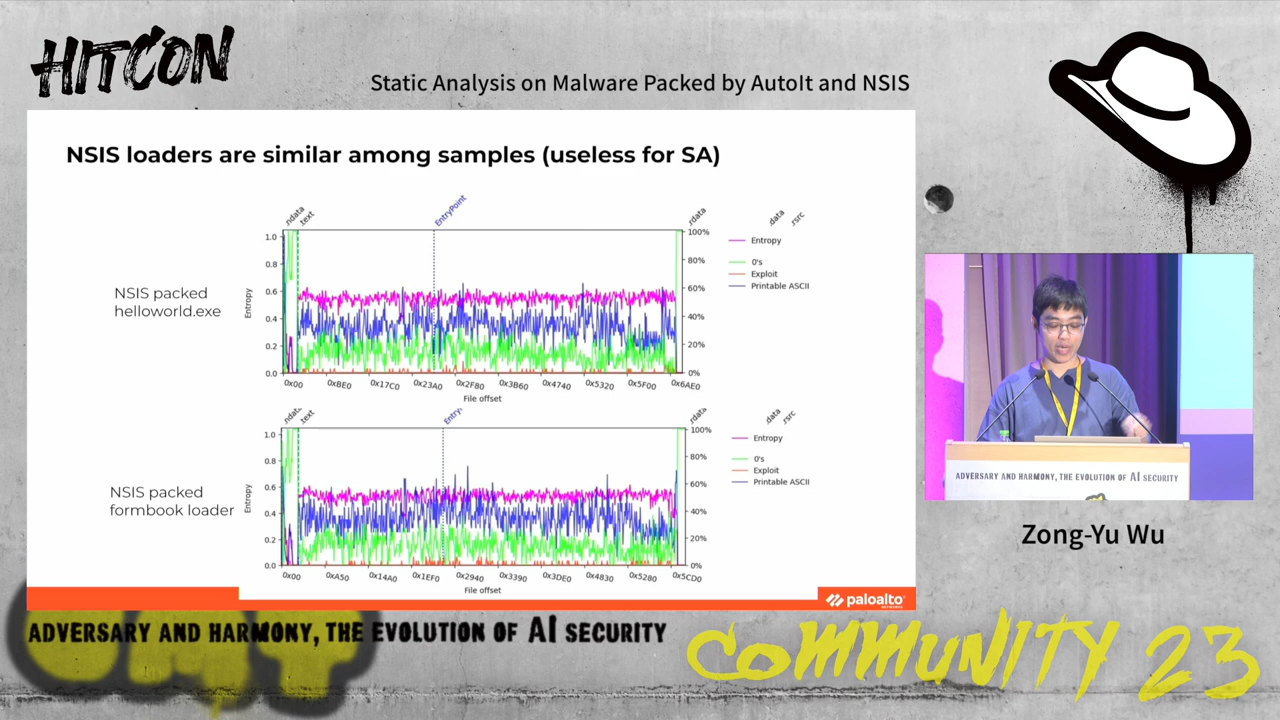 HITCON
Static Analysis on Malware Packed by AutoIt and NSIS
NSIS loaders are similar among samples (useless for SA)
.ndata
.text
EntryPoint
.rdata
.data
.rsrc
1.0
0.8
0.6
0.4
0.2
0.0
Entropy
100%
80%
60%
40%
20%
0%
Entropy
0's
Exploit
Printable ASCII
NSIS packed
helloworld.exe
0x00
0xBE0
0x17C0
0x23A0
0x2F80
0x3B60
0x4740
0x5320
0x5F00
0x6AE0
File offset
.ndata
.text
Entry
.rdata
.data
.rsrc
1.0
0.8
0.6
0.4
0.2
0.0
Entropy
100%
80%
60%
40%
20%
0%
Entropy
0's
Exploit
Printable ASCII
NSIS packed
formbook loader
0x00
0xA50
0x14A0
0x1EF0
0x2940
0x3390
0x3DE0
0x4830
0x5280
0x5CD0
File offset
paloalto
NETWORKS
ADVERSARY AND HARMONY, THE EVOLUTION OF AI SECURITY
Zong-Yu Wu
ADVERSARY AND HARMONY, THE EVOLUTION OF AI SECURITY
COMMUNITY 23